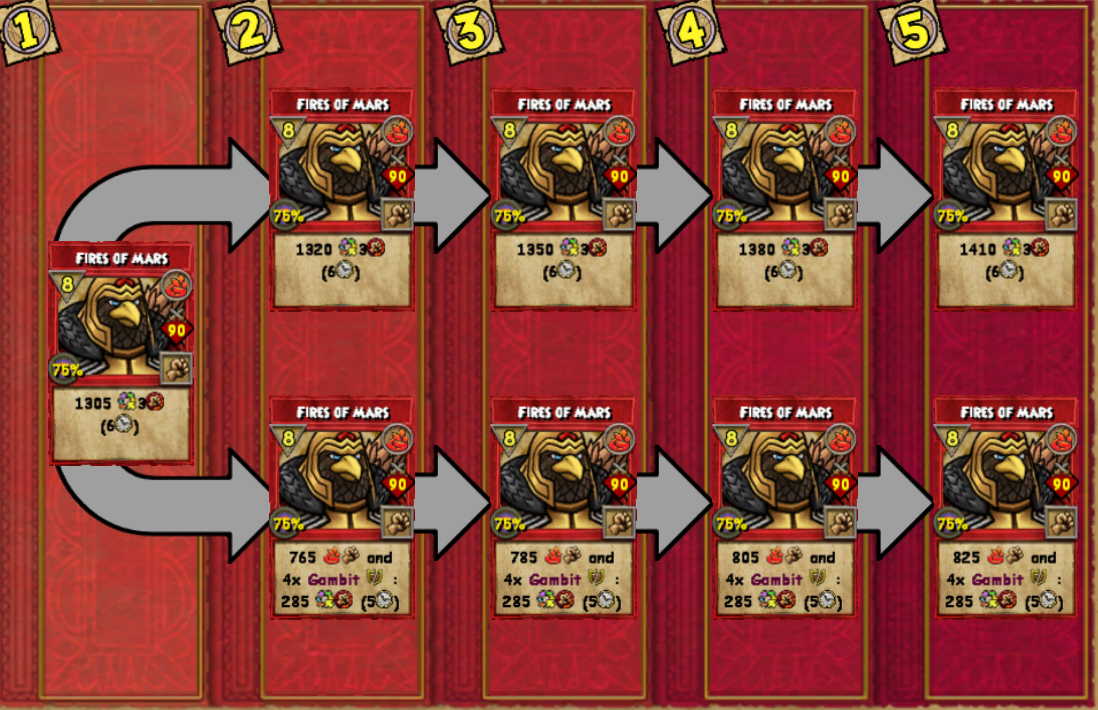 1
2
3
4
5
FIRES OF MARS
8
90
75%
1305 3
(6 )
FIRES OF MARS
8
90
75%
1320 3
(6 )
FIRES OF MARS
8
90
75%
1350 3
(6 )
FIRES OF MARS
8
90
75%
1380 3
(6 )
FIRES OF MARS
8
90
75%
1410 3
(6 )
FIRES OF MARS
8
90
75%
765 and
4x Gambit :
285 (5 )
FIRES OF MARS
8
90
75%
785 and
4x Gambit :
285 (5 )
FIRES OF MARS
8
90
75%
805 and
4x Gambit :
285 (5 )
FIRES OF MARS
8
90
75%
825 and
4x Gambit :
285 (5 )